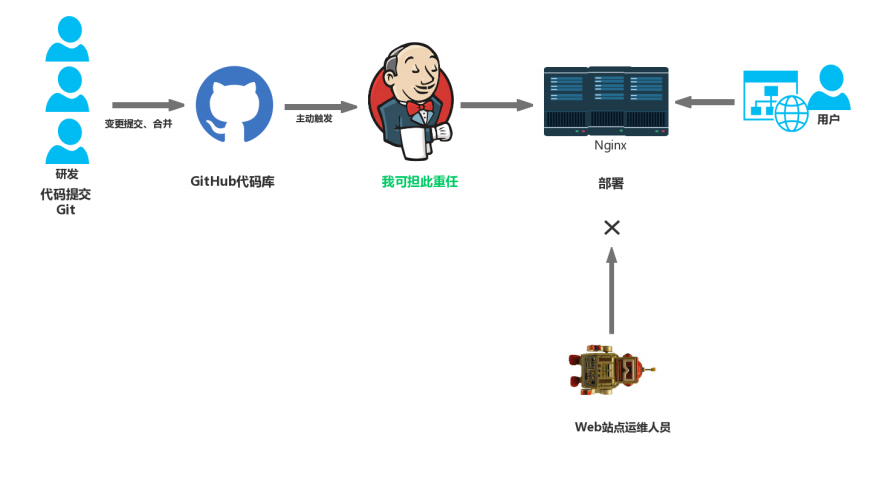 变更提交、合并
主动触发
研发
代码提交
Git
GitHub代码库
我可担此重任
Nginx
部署
用户
Web站点运维人员